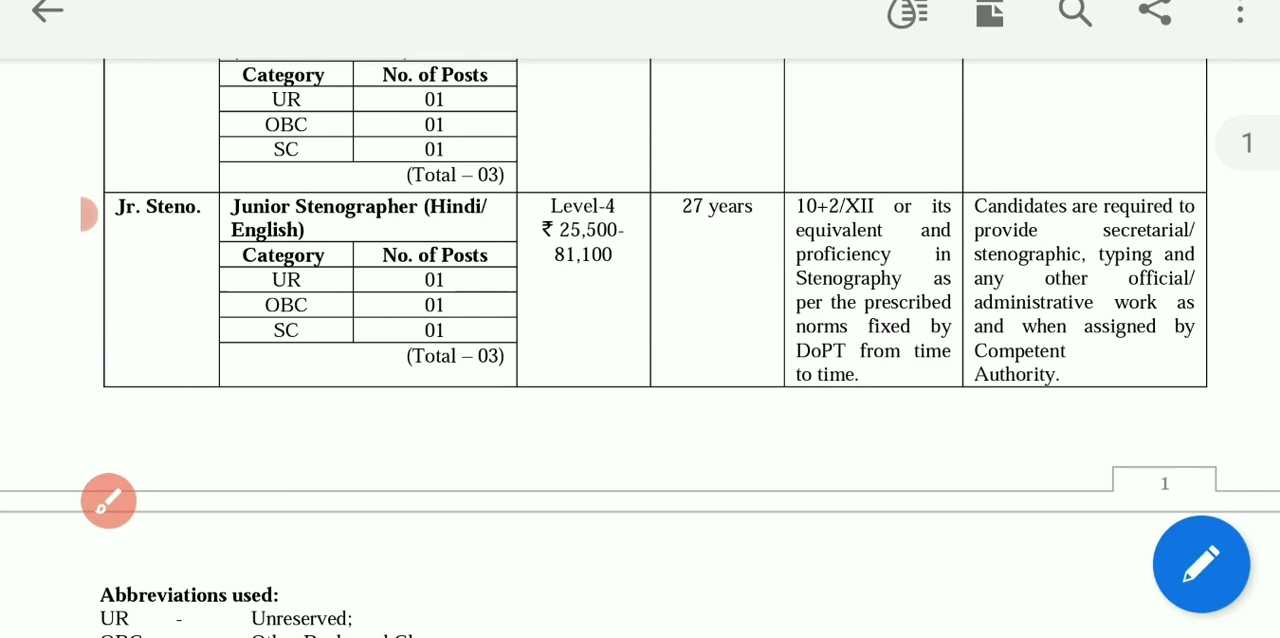 Category No. of Posts
UR 01
OBC 01
SC 01
(Total – 03)
1
Jr. Steno.
Junior Stenographer (Hindi/
English)
Category No. of Posts
UR 01
OBC 01
SC 01
(Total – 03)
Level-4
₹ 25,500-
81,100
27 years
10+2/XII or its
equivalent and
proficiency in
Stenography as
per the prescribed
norms fixed by
DoPT from time
to time.
Candidates are required to
provide secretarial/
stenographic, typing and
any other official/
administrative work as
and when assigned by
Competent
Authority.
1
Abbreviations used:
UR - Unreserved;